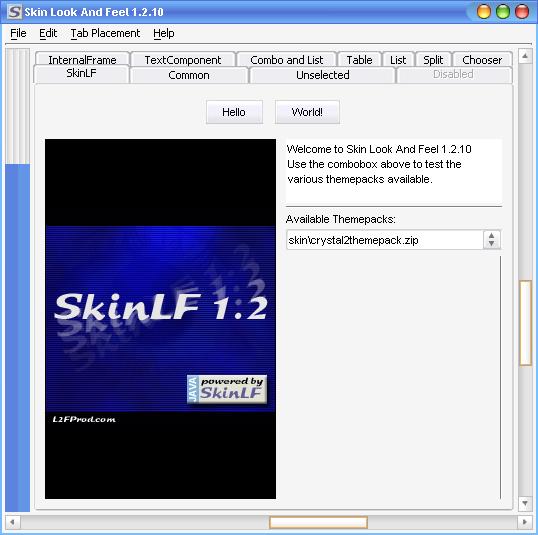 Skin Look And Feel 1.2.10
File Edit Tab Placement Help
InternalFrame TextComponent Combo and List Table List Split Chooser
SkinLF Common Unselected Disabled
Hello World!
Welcome to Skin Look And Feel 1.2.10
Use the combobox above to test the
various themepacks available.
Available Themepacks:
skin\crystal2themepack.zip
SkinLF 1.2
JAVA
powered by
SkinLF
L2FProd.com